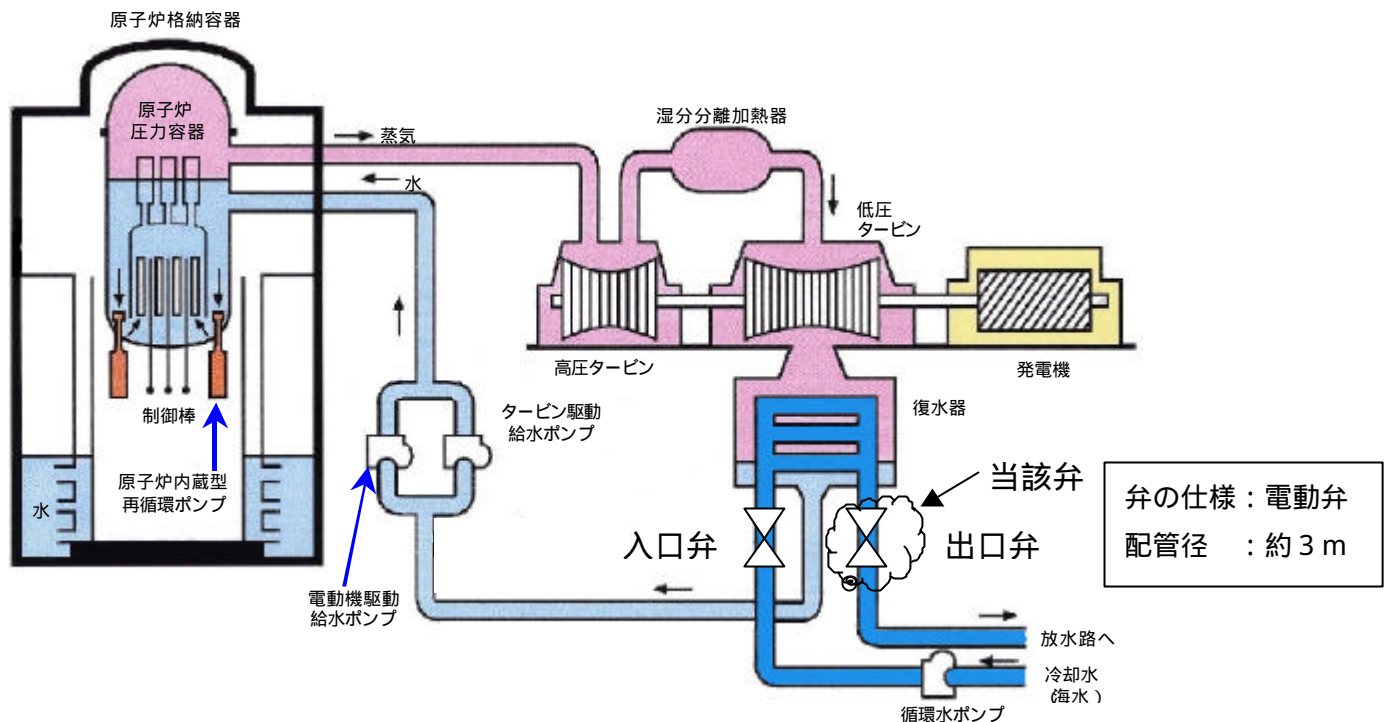 原子炉格納容器
原子炉
圧力容器
蒸気
水
湿分分離加熱器
低圧
タービン
高圧タービン
発電機
制御棒
タービン駆動
給水ポンプ
復水器
原子炉内蔵型
再循環ポンプ
水
当該弁
弁の仕様：電動弁
配管径　：約３ｍ
入口弁
出口弁
電動機駆動
給水ポンプ
放水路へ
冷却水
（海水）
循環水ポンプ